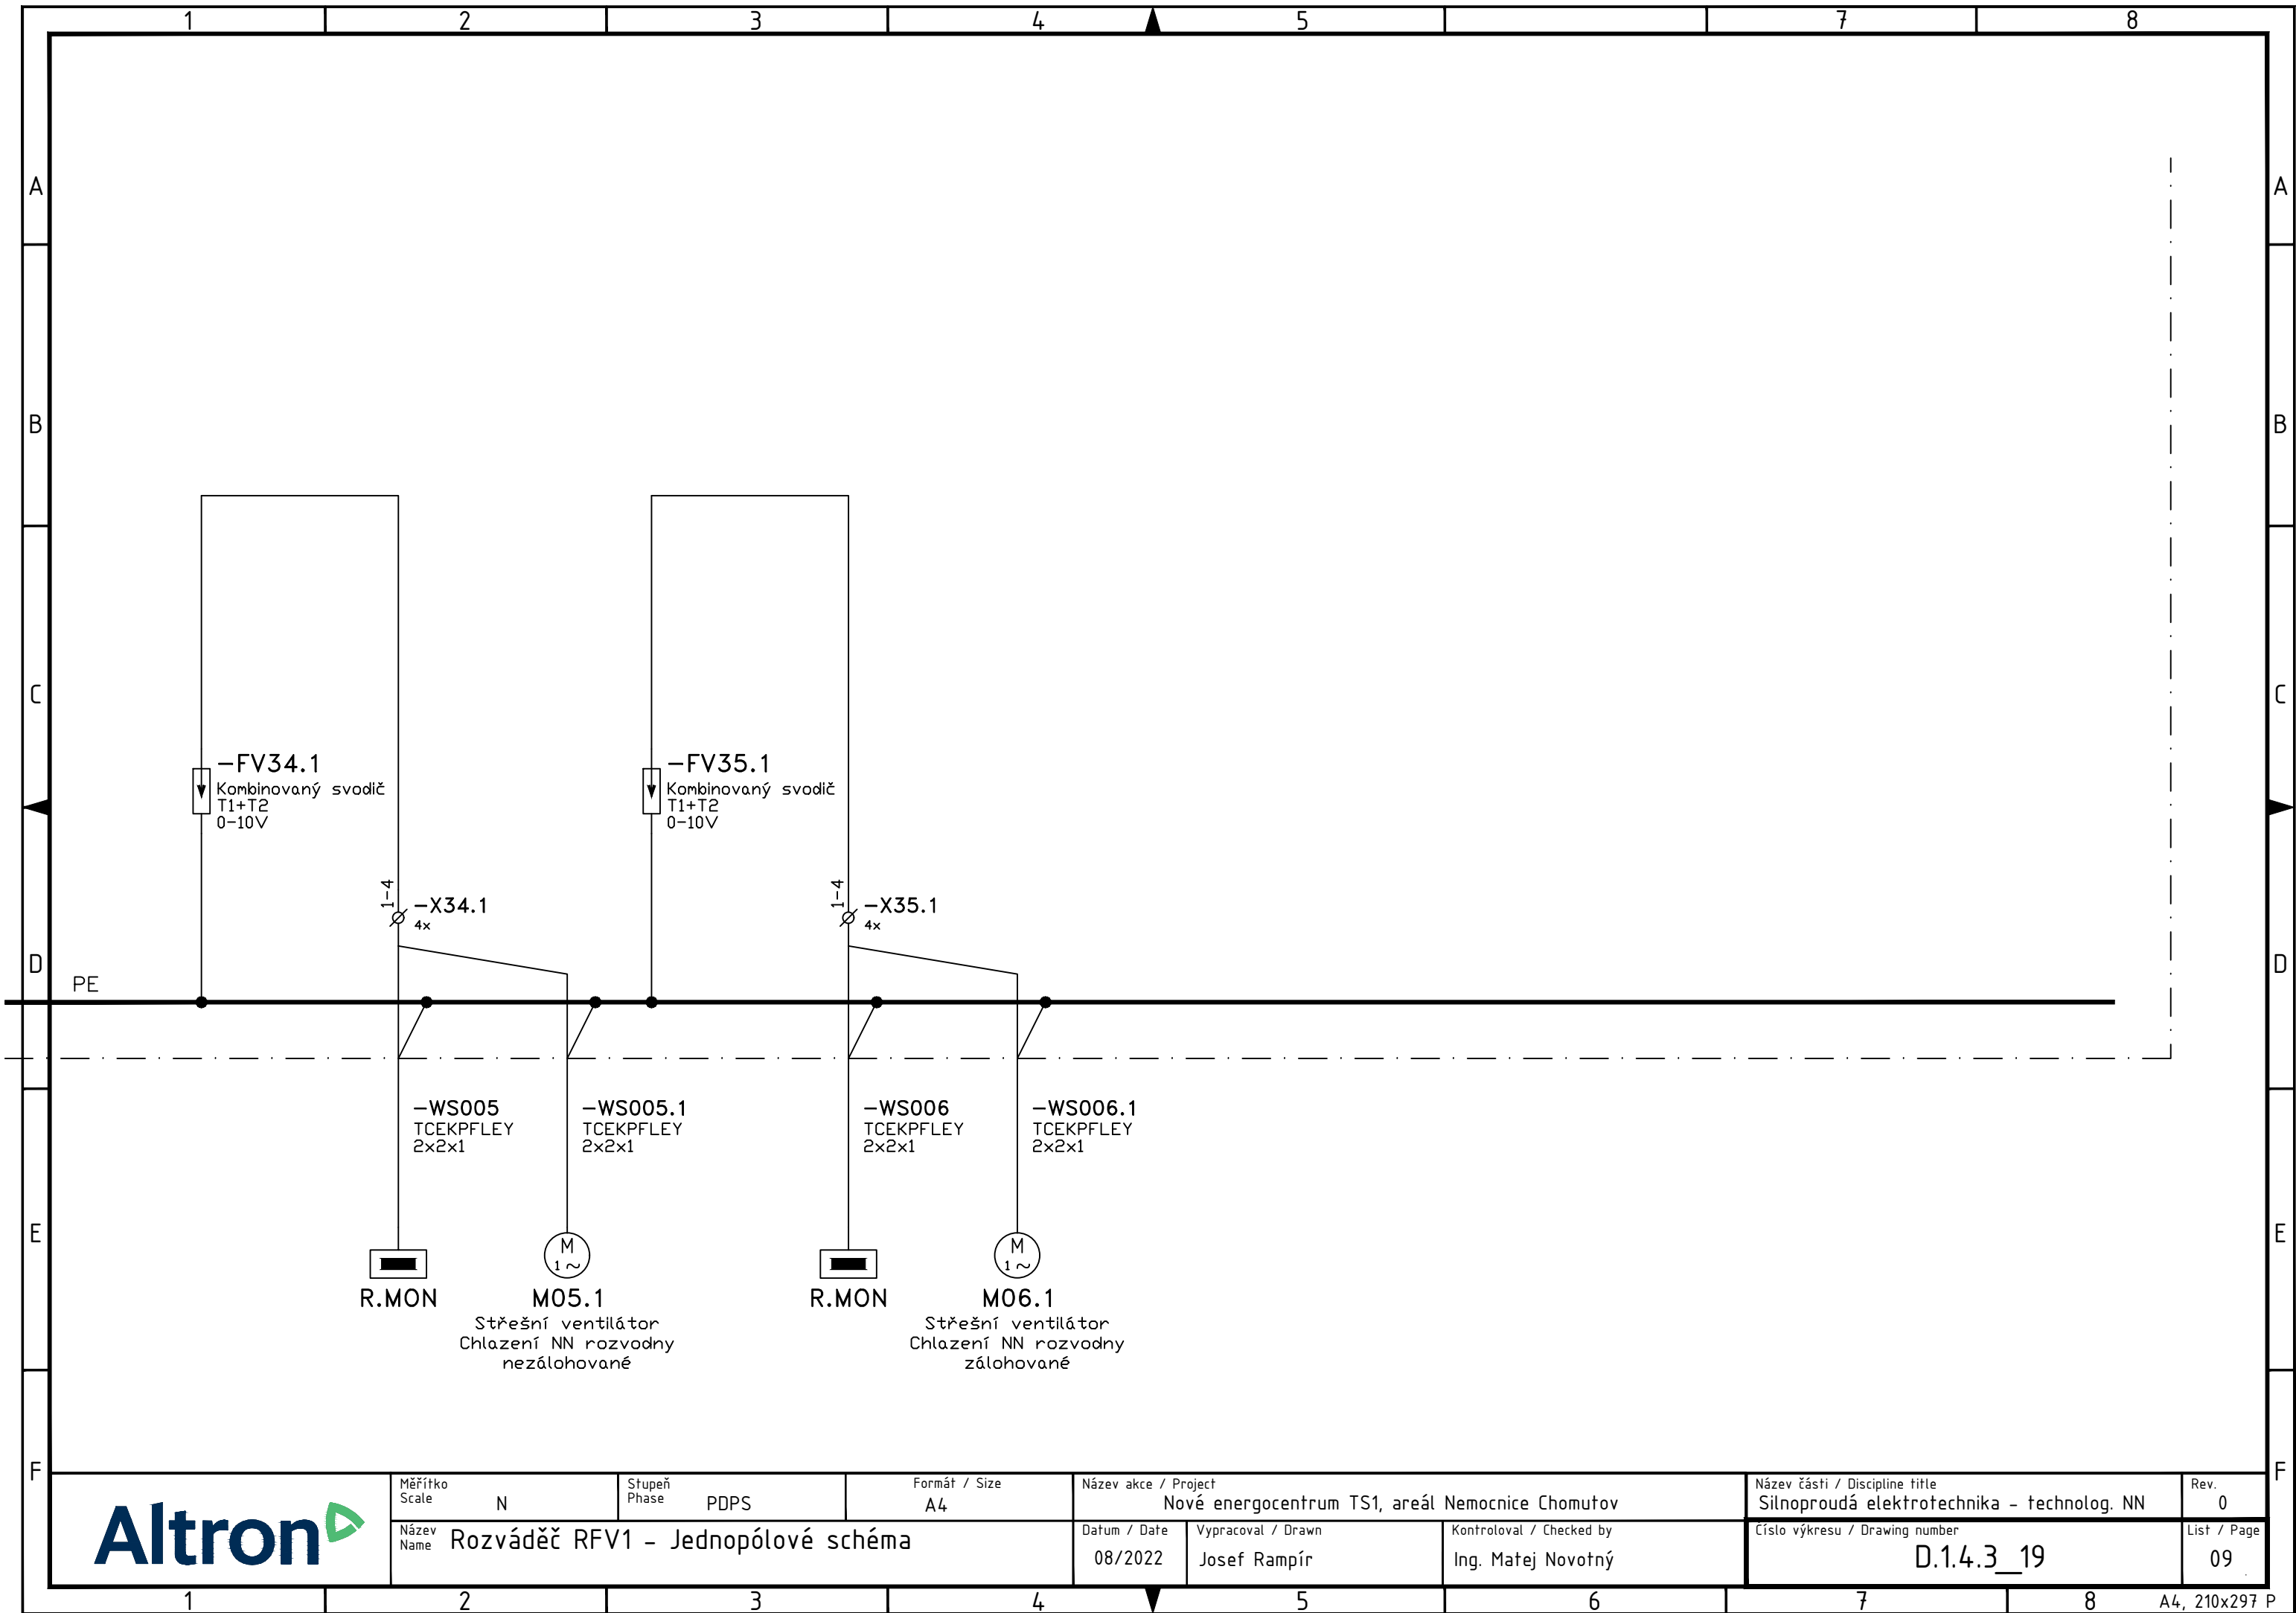 1 2 3 4 5 7 8
A A
B B
C C
-FV34.1
Kombinovaný svodič
T1+T2
0-10V
-FV35.1
Kombinovaný svodič
T1+T2
0-10V
1-4
-X34.1
4x
1-4
-X35.1
4x
D D
PE
-WS005
TCEKPFLEY
2x2x1
-WS005.1
TCEKPFLEY
2x2x1
-WS006
TCEKPFLEY
2x2x1
-WS006.1
TCEKPFLEY
2x2x1
E E
R.MON
M
1 ~
M05.1
Střešní ventilátor
Chlazení NN rozvodny
nezálohované
R.MON
M
1 ~
M06.1
Střešní ventilátor
Chlazení NN rozvodny
zálohované
F F
Altron
Měřítko
Scale
N
Stupeň
Phase
PDPS
Formát / Size
A4
Název akce / Project
Nové energocentrum TS1, areál Nemocnice Chomutov
Název části / Discipline title
Silnoproudá elektrotechnika - technolog. NN
Rev.
0
Název
Name
Rozváděč RFV1 - Jednopólové schéma
Datum / Date
08/2022
Vypracoval / Drawn
Josef Rampír
Kontroloval / Checked by
Ing. Matej Novotný
Číslo výkresu / Drawing number
D.1.4.3__19
List / Page
09
1 2 3 4 5 6 7 8
A4, 210x297 P